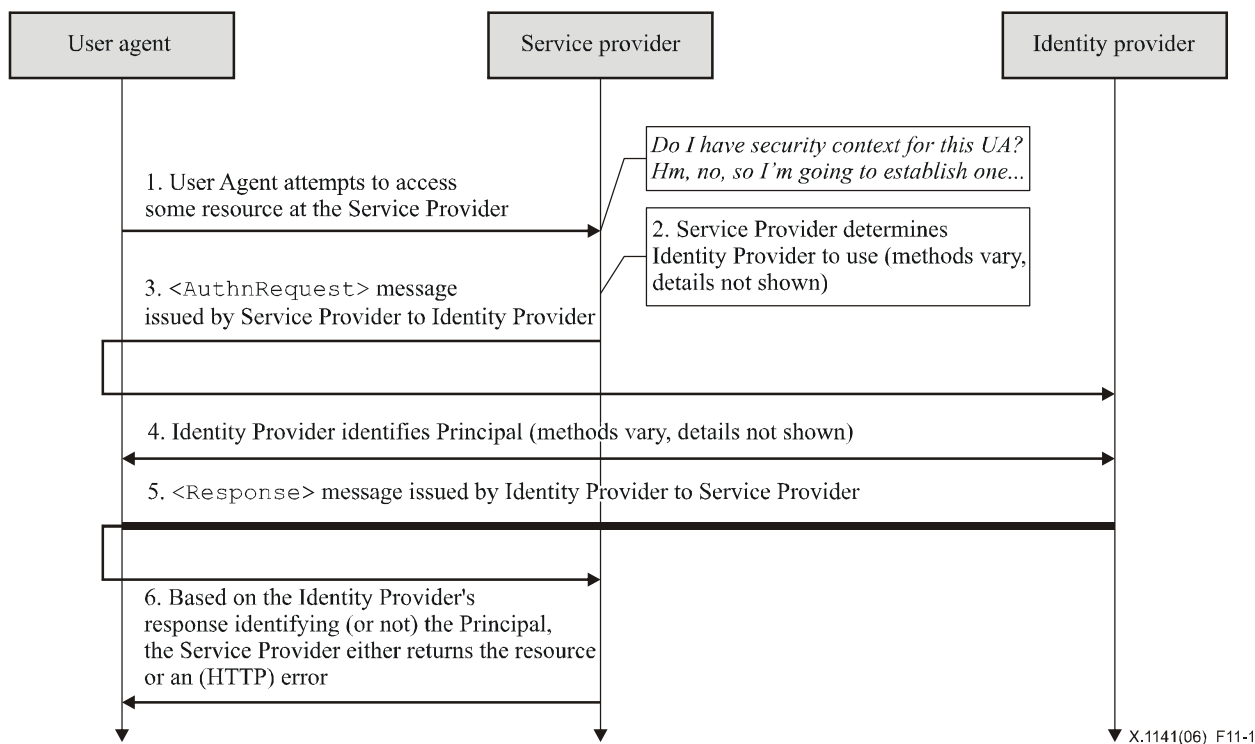 User agent
Service provider
Identity provider
Do I have security context for this UA?
Hm, no, so I’m going to establish one...
1. User Agent attempts to access
some resource at the Service Provider
2. Service Provider determines
Identity Provider to use (methods vary,
details not shown)
3. <AuthnRequest> message
issued by Service Provider to Identity Provider
4. Identity Provider identifies Principal (methods vary, details not shown)
5. <Response> message issued by Identity Provider to Service Provider
6. Based on the Identity Provider's
response identifying (or not) the Principal,
the Service Provider either returns the resource
or an (HTTP) error
X.1141(06)_F11-1